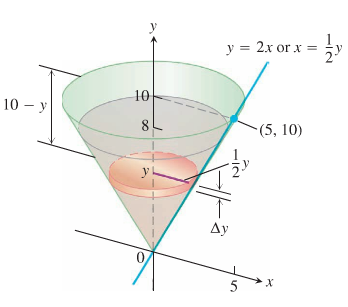 y
y = 2x or x = 1/2 y
10 – y
10
8
(5, 10)
y
1/2 y
Δy
0
5
x